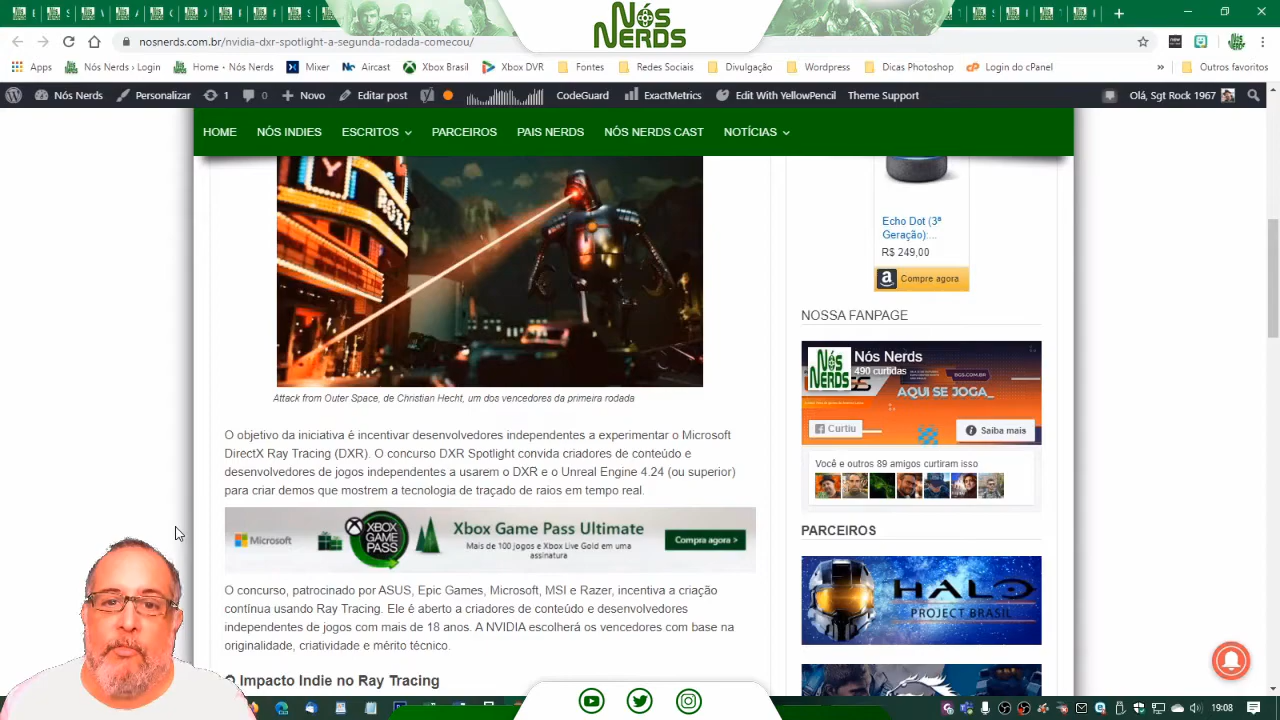 NÓS
NERDS
nosnerds.com.br/nvidia-dxr-spotlight-a-segunda-rodada-comecou/
Apps
Nós Nerds › Login
Home · Nós Nerds
Mixer
Aircast
Xbox Brasil
Xbox DVR
Fontes
Redes Sociais
Divulgação
Wordpress
Dicas Photoshop
Login do cPanel
»
Outros favoritos
Nós Nerds
Personalizar
1
0
Novo
Editar post
CodeGuard
ExactMetrics
Edit With YellowPencil
Theme Support
Olá, Sgt Rock 1967
HOME
NÓS INDIES
ESCRITOS
PARCEIROS
PAIS NERDS
NÓS NERDS CAST
NOTÍCIAS
ROXY
Attack from Outer Space, de Christian Hecht, um dos vencedores da primeira rodada
O objetivo da iniciativa é incentivar desenvolvedores independentes a experimentar o Microsoft
DirectX Ray Tracing (DXR). O concurso DXR Spotlight convida criadores de conteúdo e
desenvolvedores de jogos independentes a usarem o DXR e o Unreal Engine 4.24 (ou superior)
para criar demos que mostrem a tecnologia de traçado de raios em tempo real.
Microsoft
XBOX
GAME
PASS
Xbox Game Pass Ultimate
Mais de 100 jogos e Xbox Live Gold em uma
assinatura
Compre agora >
O concurso, patrocinado por ASUS, Epic Games, Microsoft, MSI e Razer, incentiva a criação
contínua usando Ray Tracing. Ele é aberto a criadores de conteúdo e desenvolvedores
independentes de jogos com mais de 18 anos. A NVIDIA escolherá os vencedores com base na
originalidade, criatividade e mérito técnico.
O Impacto Indie no Ray Tracing
Echo Dot (3ª
Geração):...
R$ 249,00
Compre agora
NOSSA FANPAGE
NÓS
NERDS
Nós Nerds
490 curtidas
BGS.COM.BR
AQUI SE JOGA_
Curtiu
Saiba mais
Você e outros 89 amigos curtiram isso
PARCEIROS
HALO
PROJECT BRASIL
19:08